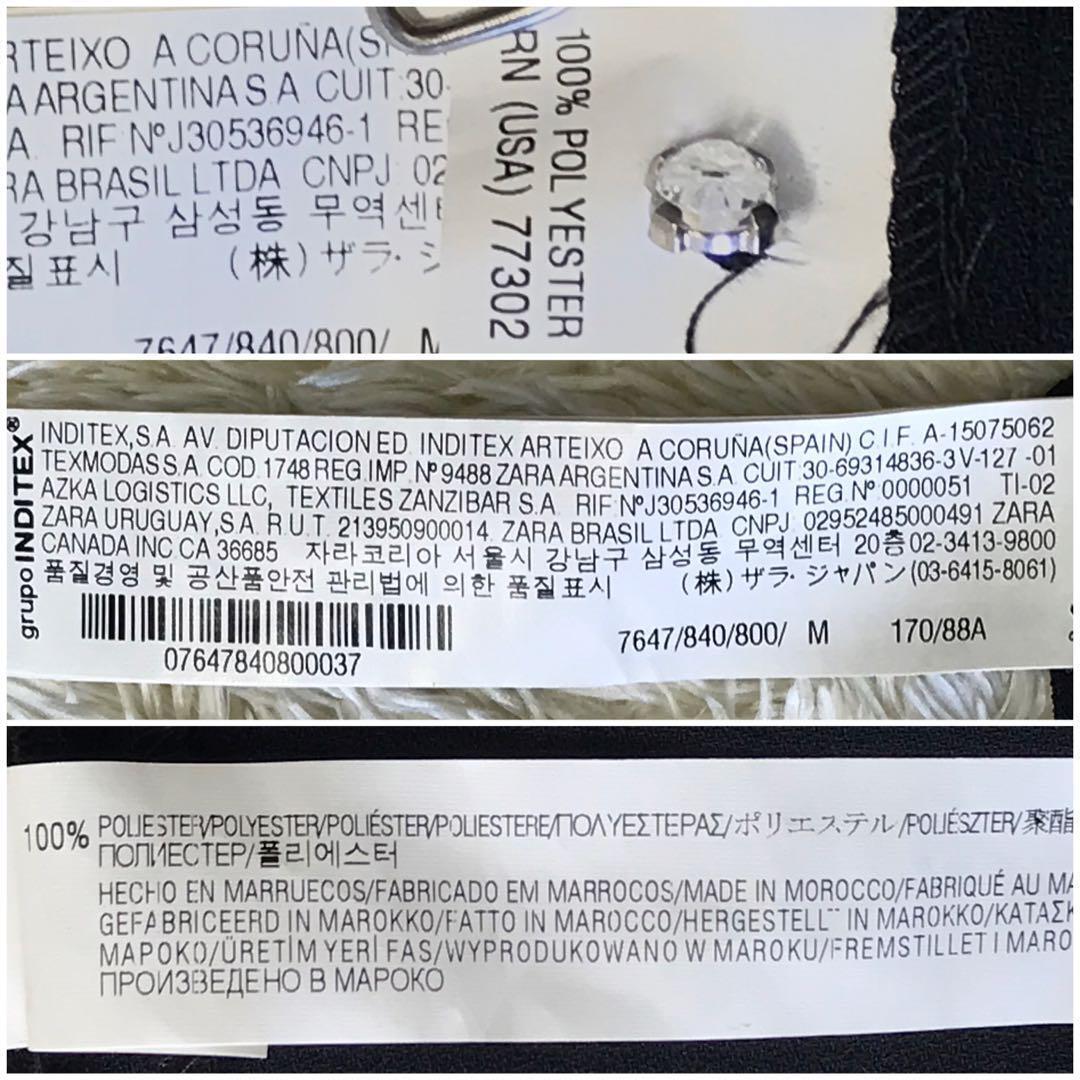 RTEIXO A CORUÑA(SP
A ARGENTINA S.A CUIT:30-
A. RIF:NºJ30536946-1 RE
RA BRASIL LTDA CNPJ: 02
강남구 삼성동 무역센터
질표시 (株)ザラ・ジ
7647/840/800/ M
100% POLYESTER
RN (USA) 77302
grupo INDITEX®
INDITEX,S.A. AV. DIPUTACION ED. INDITEX ARTEIXO A CORUÑA(SPAIN) C.I.F. A-15075062
TEXMODAS S.A. COD.1748 REG.IMP.Nº 9488 ZARA ARGENTINA S.A. CUIT:30-69314836-3 V-127 -01
AZKA LOGISTICS LLC, TEXTILES ZANZIBAR S.A. RIF:NºJ30536946-1 REG.Nº 0000051 TI-02
ZARA URUGUAY,S.A. R.U.T. 213950900014. ZARA BRASIL LTDA. CNPJ: 02952485000491 ZARA
CANADA INC CA 36685 자라코리아 서울시 강남구 삼성동 무역센터 20층 02-3413-9800
품질경영 및 공산품안전 관리법에 의한 품질표시 (株)ザラ・ジャパン(03-6415-8061)
07647840800037
7647/840/800/ M 170/88A
100% POLIESTER/POLYESTER/POLIÉSTER/POLIESTERE/ΠΟΛΥΕΣΤΕΡΑΣ/ポリエステル/POLIÉSZTER/聚酯
ПОЛИЕСТЕР/폴리에스터
HECHO EN MARRUECOS/FABRICADO EM MARROCOS/MADE IN MOROCCO/FABRIQUÉ AU MA
GEFABRICEERD IN MAROKKO/FATTO IN MAROCCO/HERGESTELLT IN MAROKKO/ΚΑΤΑΣΚ
ΜΑΡΟΚΟ/ÜRETİM YERİ FAS/WYPRODUKOWANO W MAROKU/FREMSTILLET I MARO
ПРОИЗВЕДЕНО В МАРОКО